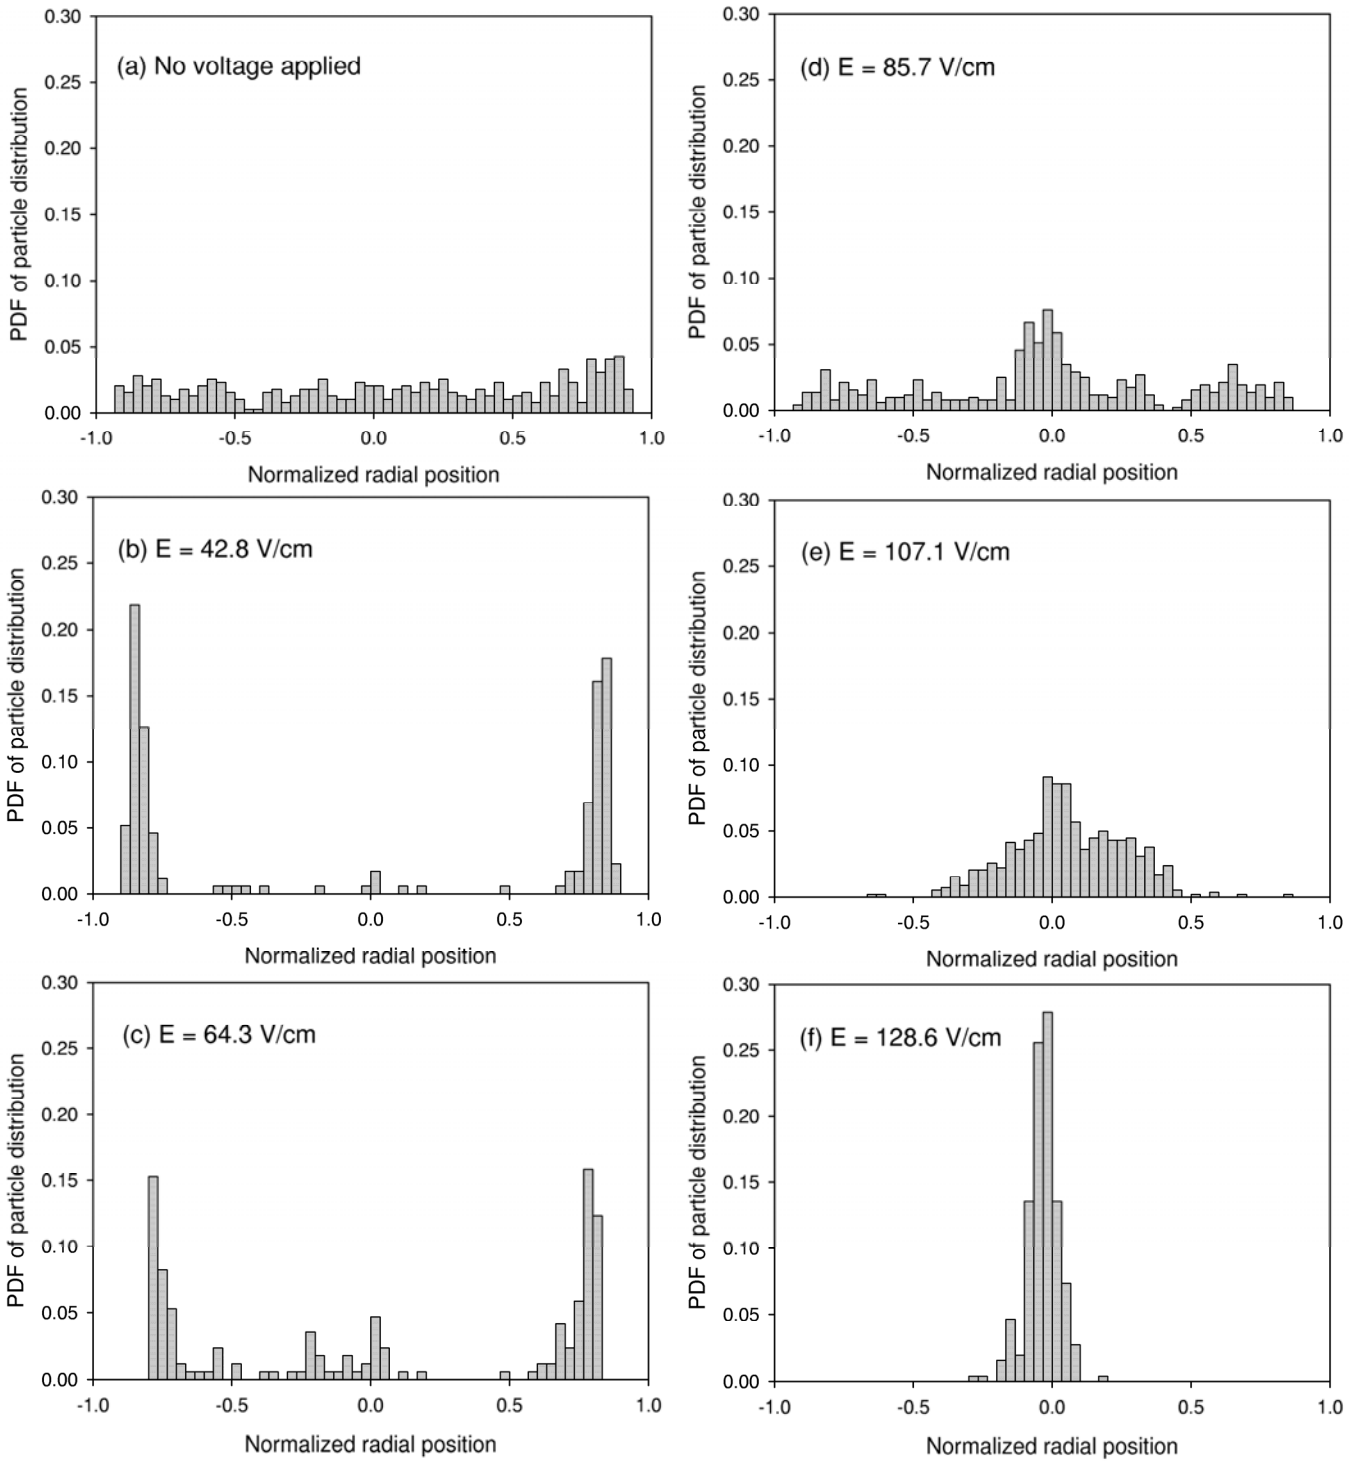 0.30
(a) No voltage applied
0.25
0.20
0.15
0.10
0.05
0.00
-1.0 -0.5 0.0 0.5 1.0
PDF of particle distribution
Normalized radial position
0.30
(b) E = 42.8 V/cm
0.25
0.20
0.15
0.10
0.05
0.00
-1.0 -0.5 0.0 0.5 1.0
PDF of particle distribution
Normalized radial position
0.30
(c) E = 64.3 V/cm
0.25
0.20
0.15
0.10
0.05
0.00
-1.0 -0.5 0.0 0.5 1.0
PDF of particle distribution
Normalized radial position
0.30
(d) E = 85.7 V/cm
0.25
0.20
0.15
0.10
0.05
0.00
-1.0 -0.5 0.0 0.5 1.0
PDF of particle distribution
Normalized radial position
0.30
(e) E = 107.1 V/cm
0.25
0.20
0.15
0.10
0.05
0.00
-1.0 -0.5 0.0 0.5 1.0
PDF of particle distribution
Normalized radial position
0.30
(f) E = 128.6 V/cm
0.25
0.20
0.15
0.10
0.05
0.00
-1.0 -0.5 0.0 0.5 1.0
PDF of particle distribution
Normalized radial position